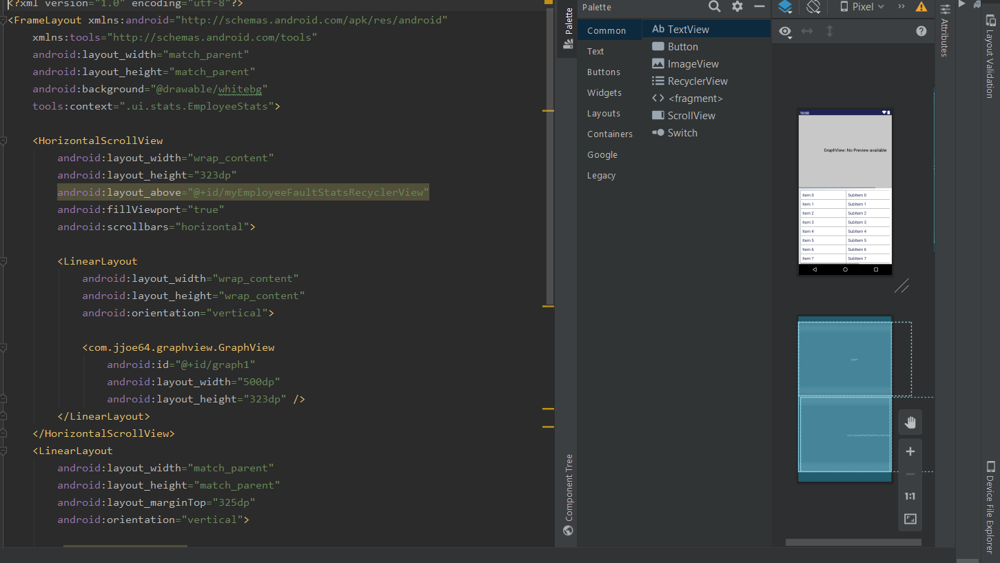 <?xml version="1.0" encoding="utf-8"?>
<FrameLayout xmlns:android="http://schemas.android.com/apk/res/android"
xmlns:tools="http://schemas.android.com/tools"
android:layout_width="match_parent"
android:layout_height="match_parent"
android:background="@drawable/whitebg"
tools:context=".ui.stats.EmployeeStats">
<HorizontalScrollView
android:layout_width="wrap_content"
android:layout_height="323dp"
android:layout_above="@+id/myEmployeeFaultStatsRecyclerView"
android:fillViewport="true"
android:scrollbars="horizontal">
<LinearLayout
android:layout_width="wrap_content"
android:layout_height="wrap_content"
android:orientation="vertical">
<com.jjoe64.graphview.GraphView
android:id="@+id/graph1"
android:layout_width="500dp"
android:layout_height="323dp" />
</LinearLayout>
</HorizontalScrollView>
<LinearLayout
android:layout_width="match_parent"
android:layout_height="match_parent"
android:layout_marginTop="325dp"
android:orientation="vertical">
Palette
Component Tree
Palette
Common
Text
Buttons
Widgets
Layouts
Containers
Google
Legacy
Ab TextView
Button
ImageView
RecyclerView
<> <fragment>
ScrollView
Switch
Pixel
10:00
GraphView: No Preview available
Item 0 SubItem 0
Item 1 SubItem 1
Item 2 SubItem 2
Item 3 SubItem 3
Item 4 SubItem 4
Item 5 SubItem 5
Item 6 SubItem 6
Item 7 SubItem 7
1:1
Attributes
Layout Validation
Device File Explorer